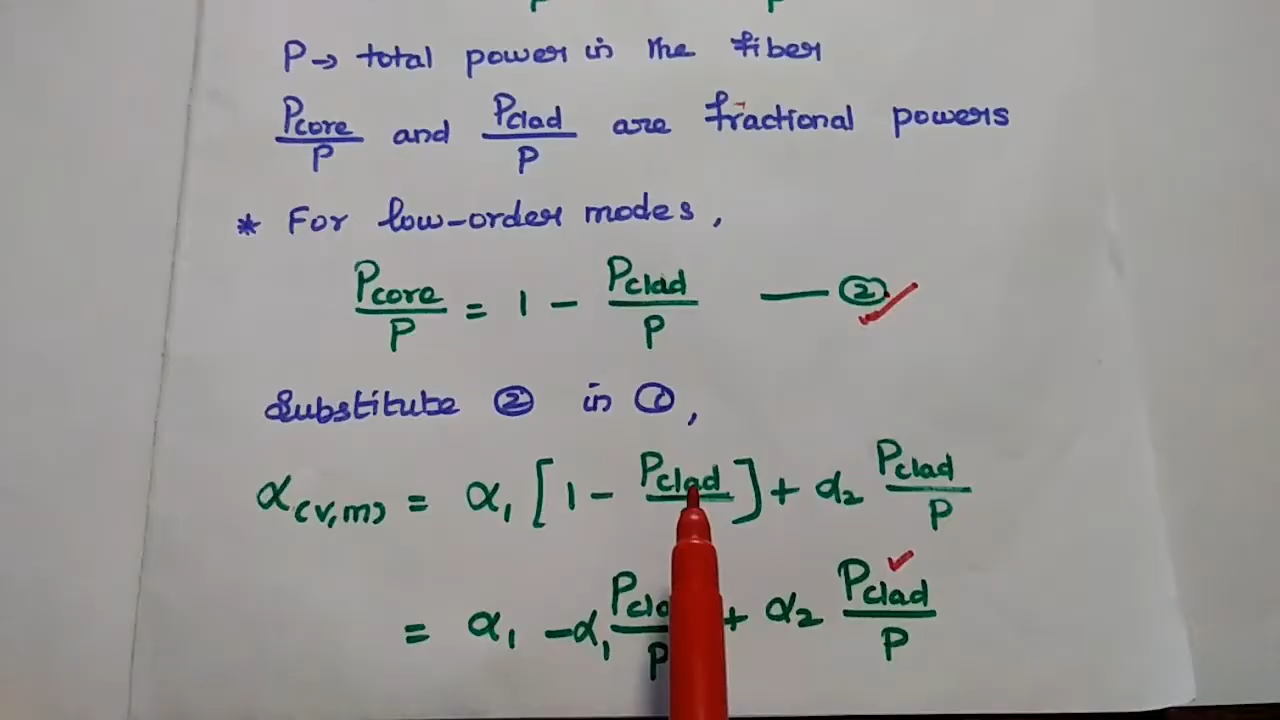 P P
P → total power in the fiber
Pcore/P and Pclad/P are fractional powers
* For low-order modes,
Pcore/P = 1 - Pclad/P — ②
Substitute ② in ①,
α(v,m) = α1 [1 - Pclad] + α2 Pclad/P
= α1 - α1 P + α2 Pclad/P